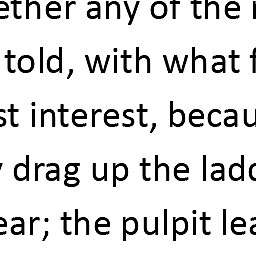 ether any of the
told, with what
st interest, becau
drag up the ladd
ear; the pulpit lea